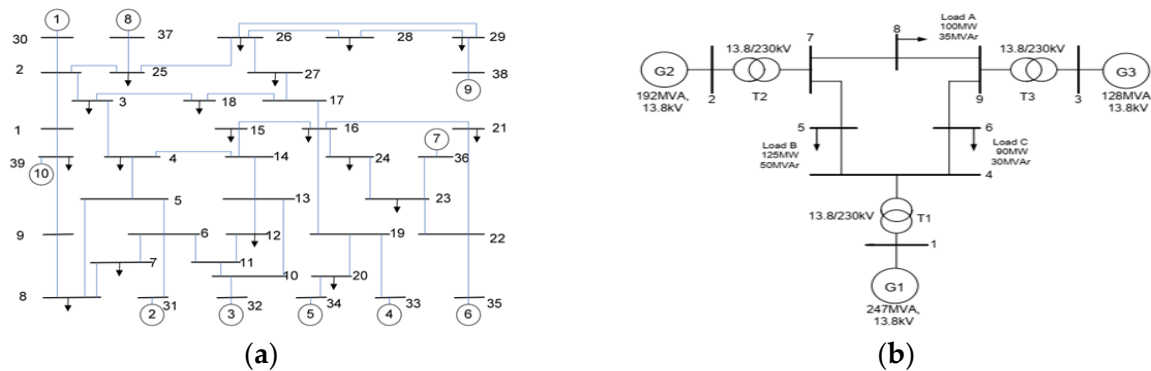 1 8
30 37 26 28 29
2 25 27 38
9
3 18 17
1 15 16 21
7
39 4 14 24 36
10
5 13 23
9 6 12 19 22
7 11 10 20
8 31 32 34 33 35
2 3 5 4 6
(a)
Load A
100MW
35MVAr
8
13.8/230kV 7 13.8/230kV
G2 G3
192MVA,
13.8kV
2 T2 9 T3 3
128MVA
13.8kV
5 6
Load B
125MW
50MVAr
Load C
90MW
30MVAr
4
13.8/230kV T1
1
G1
247MVA,
13.8kV
(b)